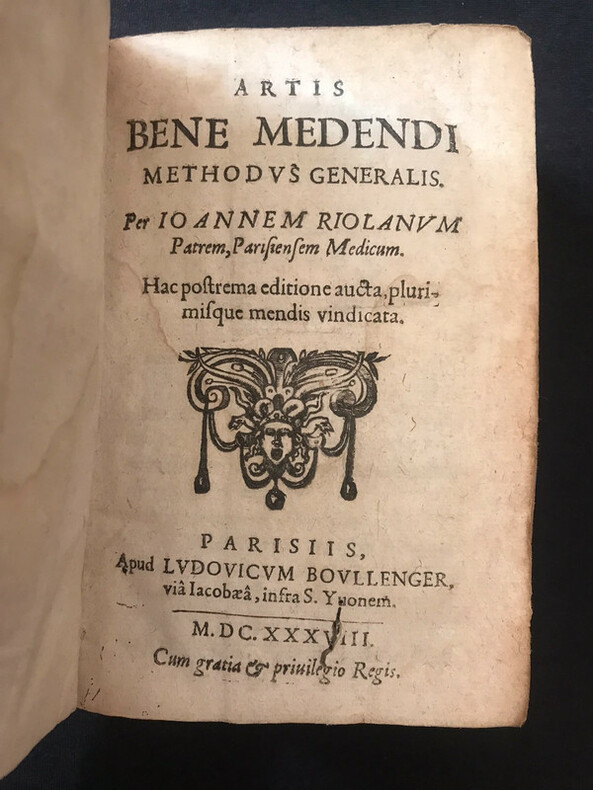 ARTIS
BENE MEDENDI
METHODVS GENERALIS.
Per IOANNEM RIOLANVM
Patrem, Pariſienſem Medicum.
Hac poſtrema editione aucta, pluri-
miſque mendis vindicata.
PARISIIS,
Apud LVDOVICVM BOVLLENGER,
viâ Iacobæâ, infra S. Yuonem.
M.DC.XXXVIII.
Cum gratia & priuilegio Regis.